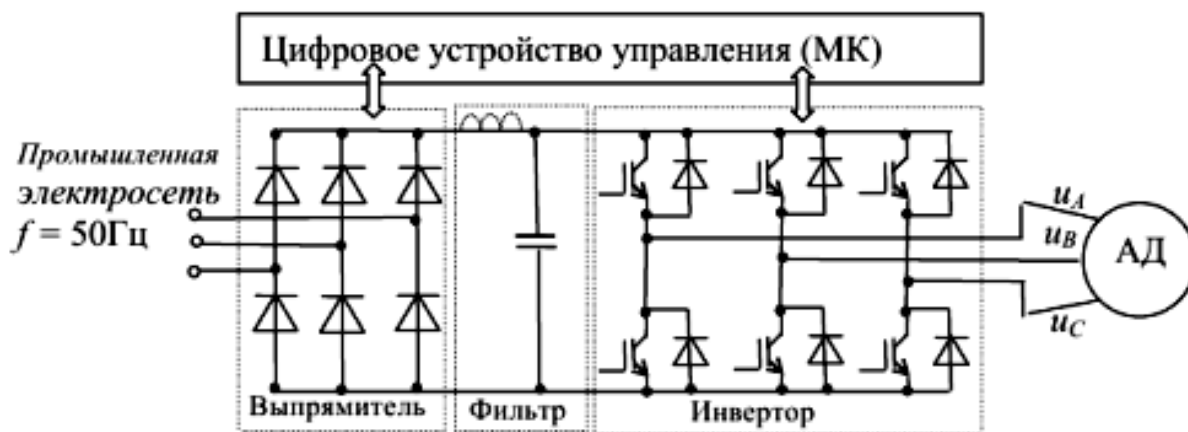 Цифровое устройство управления (МК)
Промышленная
электросеть
f = 50Гц
u_A
u_B
АД
u_C
Выпрямитель
Фильтр
Инвертор